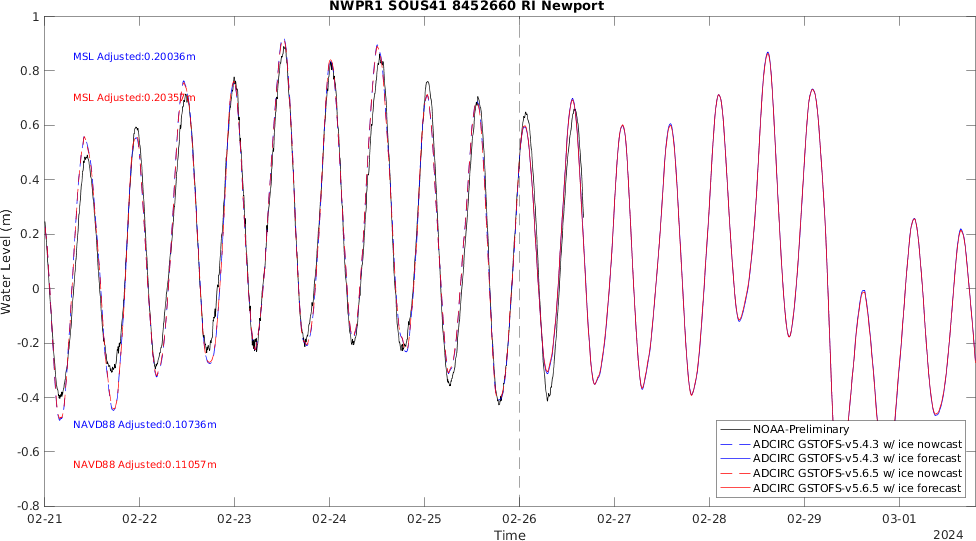 NWPR1 SOUS41 8452660 RI Newport
1
0.8
0.6
0.4
0.2
0
-0.2
-0.4
-0.6
-0.8
Water Level (m)
MSL Adjusted:0.20036m
NAVD88 Adjusted:0.10736m
NAVD88 Adjusted:0.11057m
NOAA-Preliminary
ADCIRC GSTOFS-v5.4.3 w/ ice nowcast
ADCIRC GSTOFS-v5.4.3 w/ ice forecast
ADCIRC GSTOFS-v5.6.5 w/ ice nowcast
ADCIRC GSTOFS-v5.6.5 w/ ice forecast
02-21
02-22
02-23
02-24
02-25
02-26
02-27
02-28
02-29
03-01
Time
2024
MSL